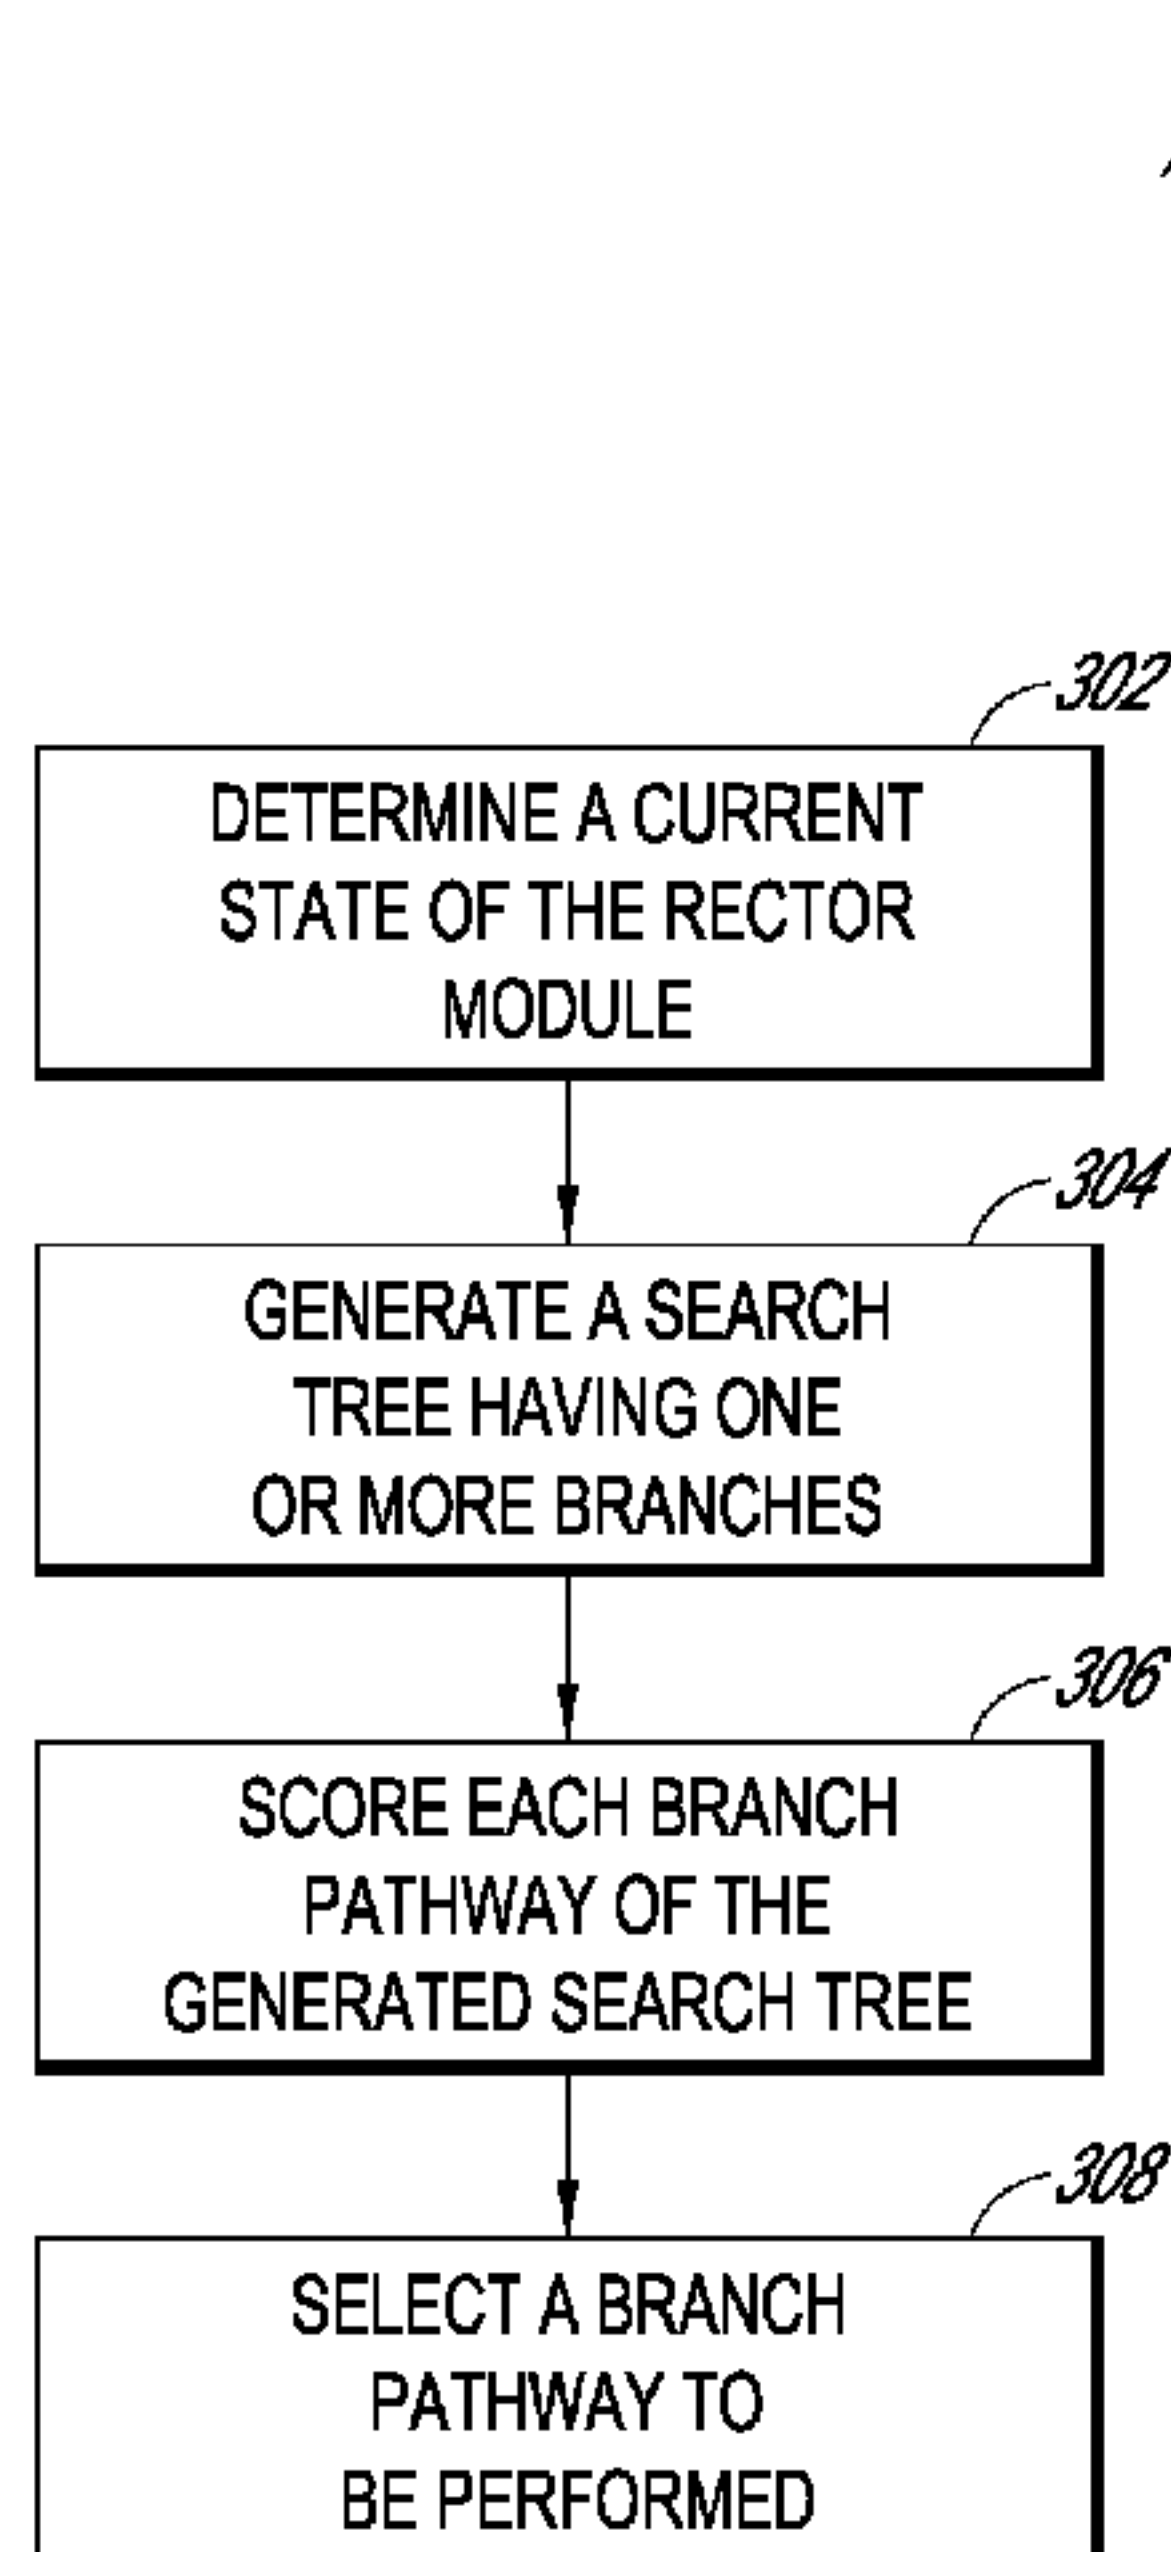 302
DETERMINE A CURRENT
STATE OF THE RECTOR
MODULE
304
GENERATE A SEARCH
TREE HAVING ONE
OR MORE BRANCHES
306
SCORE EACH BRANCH
PATHWAY OF THE
GENERATED SEARCH TREE
308
SELECT A BRANCH
PATHWAY TO
BE PERFORMED